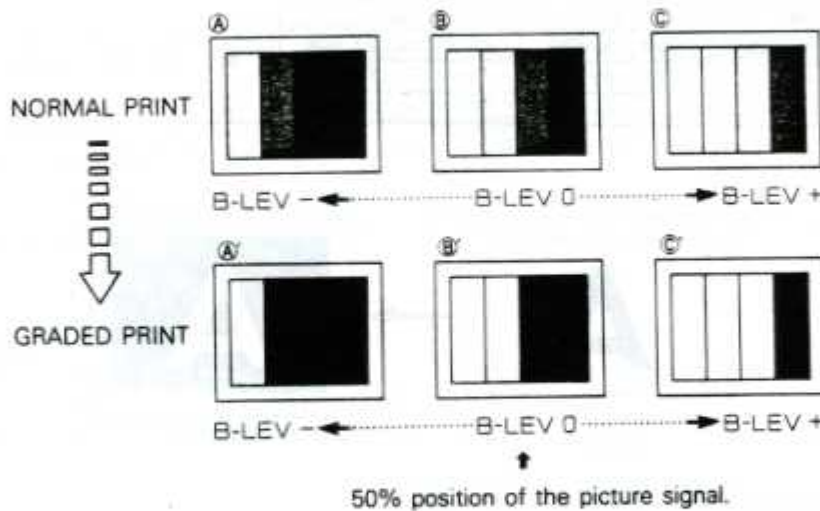 Ⓐ Ⓑ Ⓒ
NORMAL PRINT
B-LEV - B-LEV 0 B-LEV +
Ⓐ′ Ⓑ′ Ⓒ′
GRADED PRINT
B-LEV - B-LEV 0 B-LEV +
50% position of the picture signal.